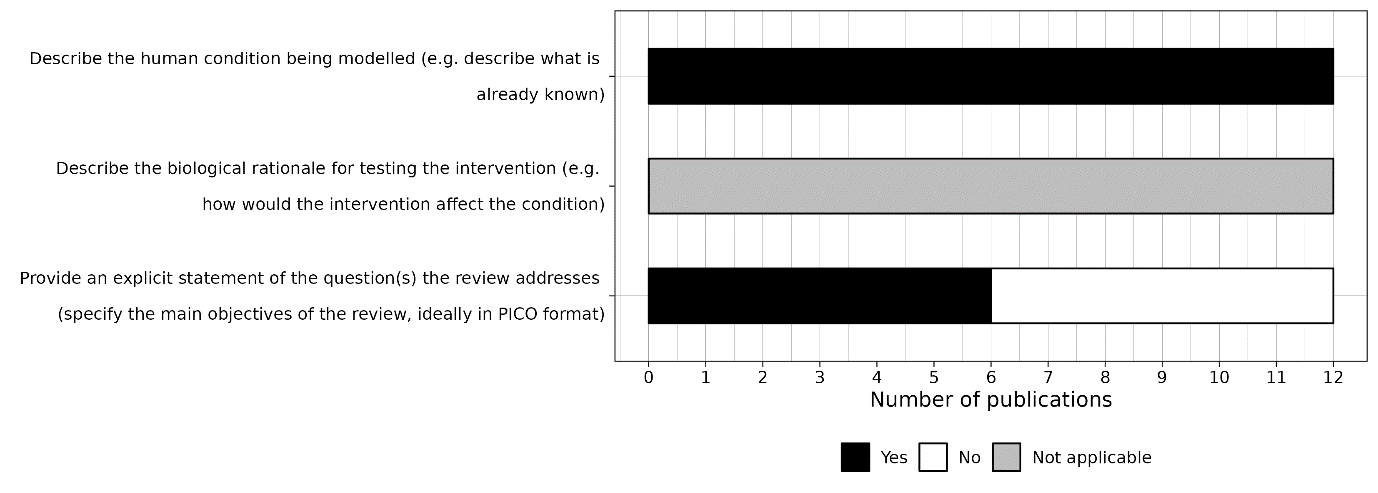 Describe the human condition being modelled (e.g. describe what is
already known)
Describe the biological rationale for testing the intervention (e.g.
how would the intervention affect the condition)
Provide an explicit statement of the question(s) the review addresses
(specify the main objectives of the review, ideally in PICO format)
0 1 2 3 4 5 6 7 8 9 10 11 12
Number of publications
Yes No Not applicable